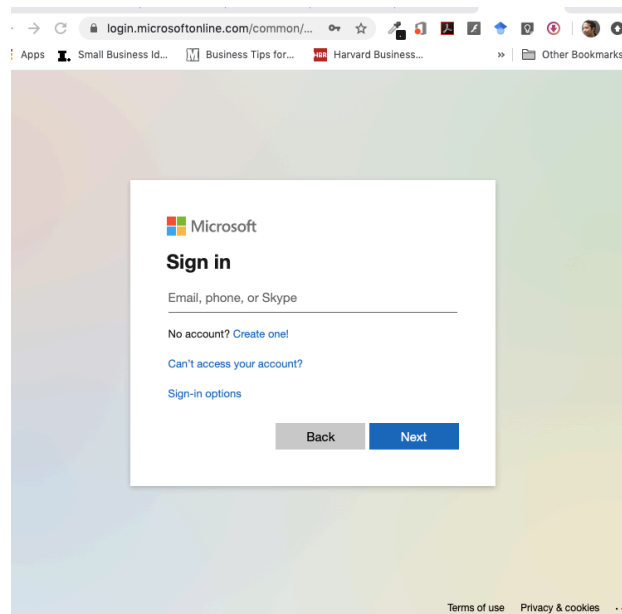 login.microsoftonline.com/common/...
Apps Small Business Id... Business Tips for... HBR Harvard Business... » Other Bookmarks
Microsoft
Sign in
Email, phone, or Skype
No account? Create one!
Can't access your account?
Sign-in options
Back Next
Terms of use Privacy & cookies